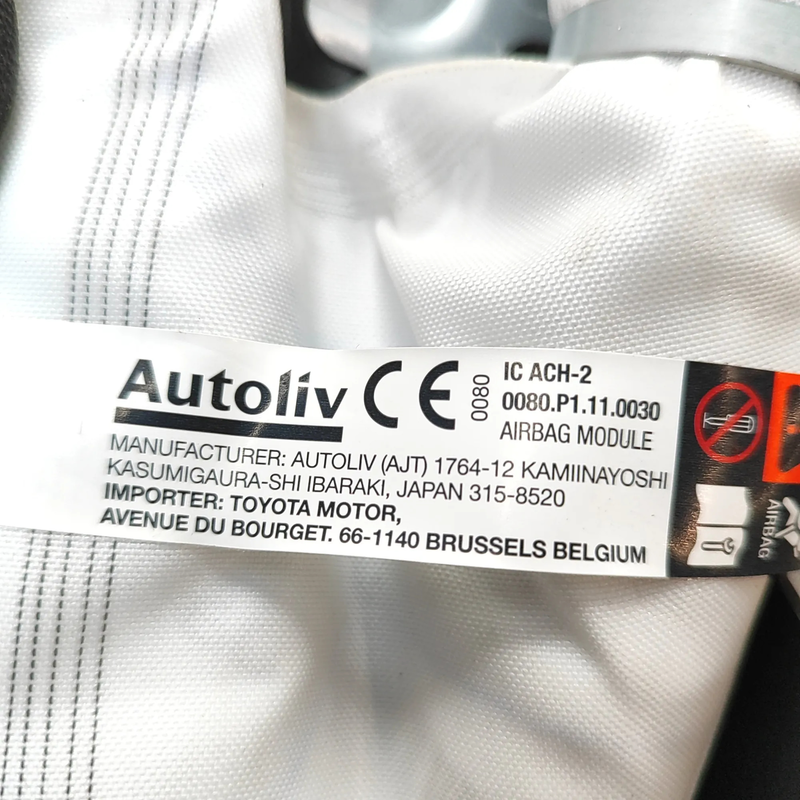 Autoliv CE 0080
IC ACH-2
0080.P1.11.0030
AIRBAG MODULE
MANUFACTURER: AUTOLIV (AJT) 1764-12 KAMIINAYOSHI
KASUMIGAURA-SHI IBARAKI, JAPAN 315-8520
IMPORTER: TOYOTA MOTOR,
AVENUE DU BOURGET. 66-1140 BRUSSELS BELGIUM
AIRBAG